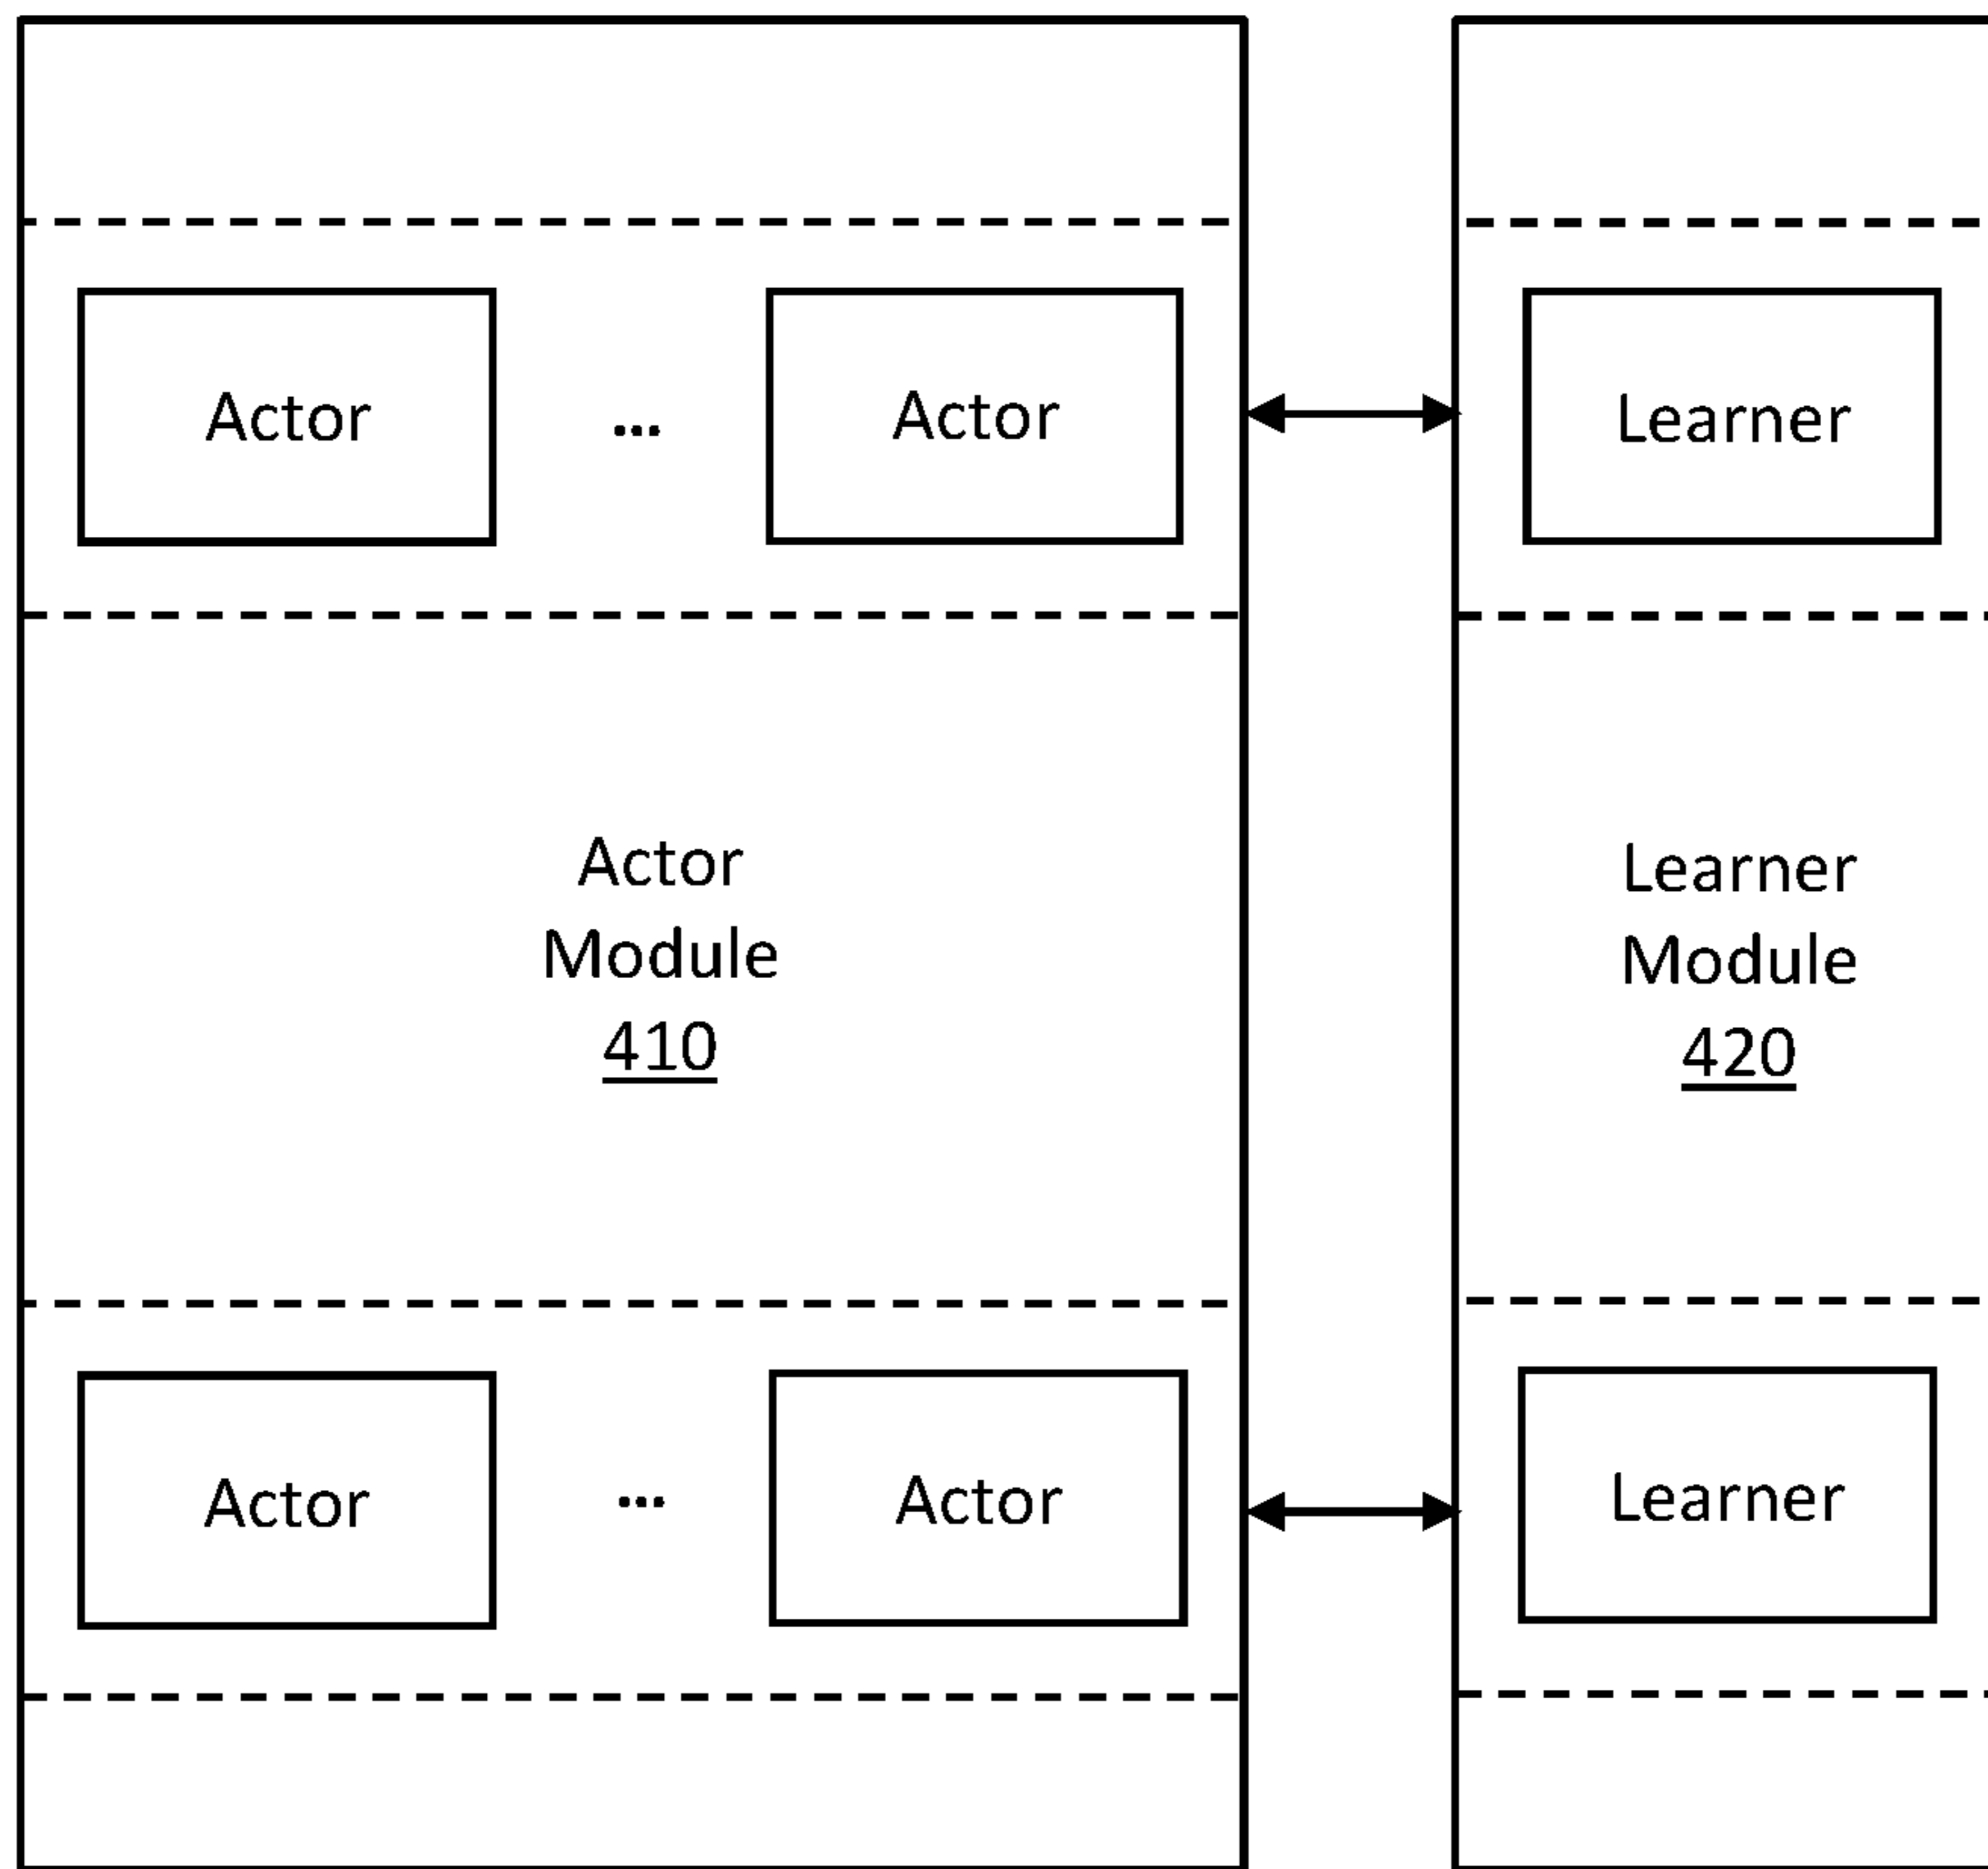 Actor
...
Actor
Learner
Actor
Module
410
Learner
Module
420
Actor
...
Actor
Learner